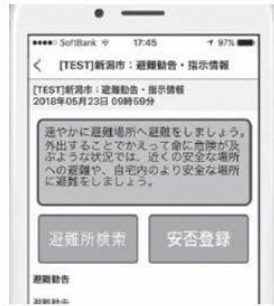 SoftBank 17:45 97%
< [TEST]新潟市：避難勧告・指示情報
[TEST]新潟市：避難勧告・指示情報
2018年05月23日 09時59分
速やかに避難場所へ避難をしましょう。
外出することでかえって命に危険が及
ぶような状況では、近くの安全な場所
への避難や、自宅内のより安全な場所
に避難をしましょう。
避難所検索 安否登録
避難勧告
避難勧告